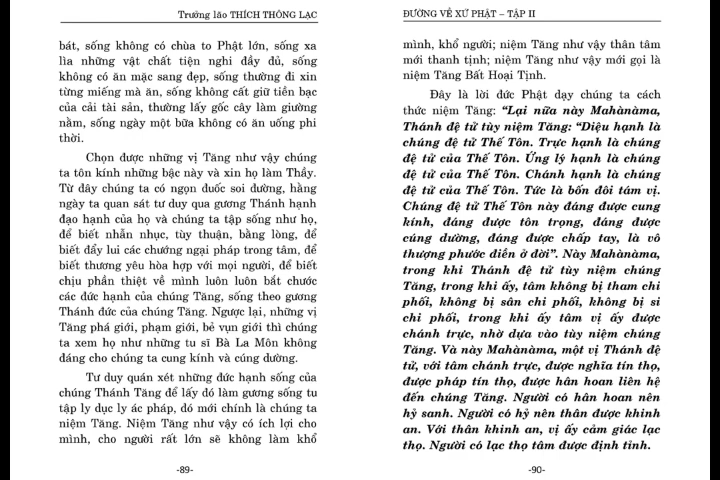 Trưởng lão THÍCH THÔNG LẠC
bát, sống không có chùa to Phật lớn, sống xa
lìa những vật chất tiện nghi đầy đủ, sống
không có ăn mặc sang đẹp, sống thường đi xin
từng miếng mà ăn, sống không cất giữ tiền bạc
của cải tài sản, thường lấy gốc cây làm giường
nằm, sống ngày một bữa không có ăn uống phi
thời.
Chọn được những vị Tăng như vậy chúng
ta tôn kính những bậc này và xin họ làm Thầy.
Từ đây chúng ta có ngọn đuốc soi đường, hằng
ngày ta quan sát tư duy qua gương Thánh hạnh
đạo hạnh của họ và chúng ta tập sống như họ,
để biết nhẫn nhục, tùy thuận, bằng lòng, để
biết đẩy lui các chướng ngại pháp trong tâm, để
biết thương yêu hòa hợp với mọi người, để biết
chịu phần thiệt về mình luôn luôn bắt chước
các đức hạnh của chúng Tăng, sống theo gương
Thánh đức của chúng Tăng. Ngược lại, những vị
Tăng phá giới, phạm giới, bẻ vụn giới thì chúng
ta xem họ như những tu sĩ Bà La Môn không
đáng cho chúng ta cung kính và cúng dường.
Tư duy quán xét những đức hạnh sống của
chúng Thánh Tăng để lấy đó làm gương sống tu
tập ly dục ly ác pháp, đó mới chính là chúng ta
niệm Tăng. Niệm Tăng như vậy có ích lợi cho
mình, cho người rất lớn sẽ không làm khổ
-89-
ĐƯỜNG VỀ XỨ PHẬT – TẬP II
mình, khổ người; niệm Tăng như vậy thân tâm
mới thanh tịnh; niệm Tăng như vậy mới gọi là
niệm Tăng Bất Hoại Tịnh.
Đây là lời đức Phật dạy chúng ta cách
thức niệm Tăng: “Lại nữa này Mahànàma,
Thánh đệ tử tùy niệm Tăng: “Diệu hạnh là
chúng đệ tử Thế Tôn. Trực hạnh là chúng
đệ tử của Thế Tôn. Ứng lý hạnh là chúng
đệ tử của Thế Tôn. Chánh hạnh là chúng
đệ tử của Thế Tôn. Tức là bốn đôi tám vị.
Chúng đệ tử Thế Tôn này đáng được cung
kính, đáng được tôn trọng, đáng được
cúng dường, đáng được chấp tay, là vô
thượng phước điền ở đời”. Này Mahànàma,
trong khi Thánh đệ tử tùy niệm chúng
Tăng, trong khi ấy, tâm không bị tham chi
phối, không bị sân chi phối, không bị si
chi phối, trong khi ấy tâm vị ấy được
chánh trực, nhờ dựa vào tùy niệm chúng
Tăng. Và này Mahànàma, một vị Thánh đệ
tử, với tâm chánh trực, được nghĩa tín thọ,
được pháp tín thọ, được hân hoan liên hệ
đến chúng Tăng. Người có hân hoan nên
hỷ sanh. Người có hỷ nên thân được khinh
an. Với thân khinh an, vị ấy cảm giác lạc
thọ. Người có lạc thọ tâm được định tĩnh.
-90-